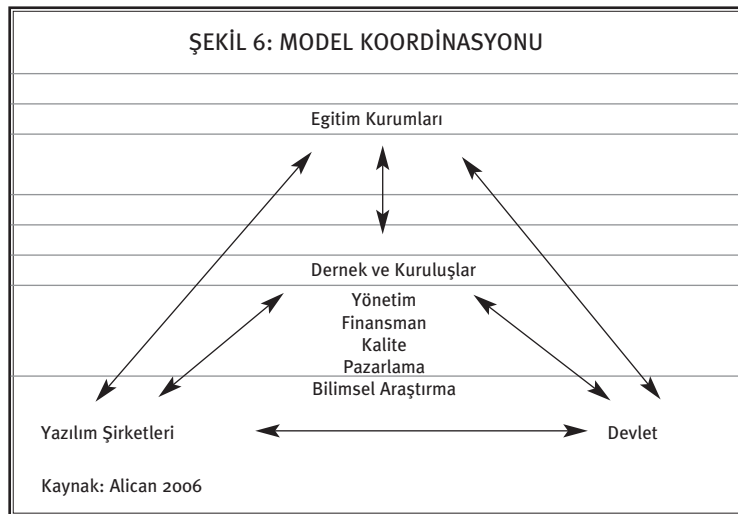 ŞEKİL 6: MODEL KOORDİNASYONU
Egitim Kurumları
Dernek ve Kuruluşlar
Yönetim
Finansman
Kalite
Pazarlama
Bilimsel Araştırma
Yazılım Şirketleri
Devlet
Kaynak: Alican 2006